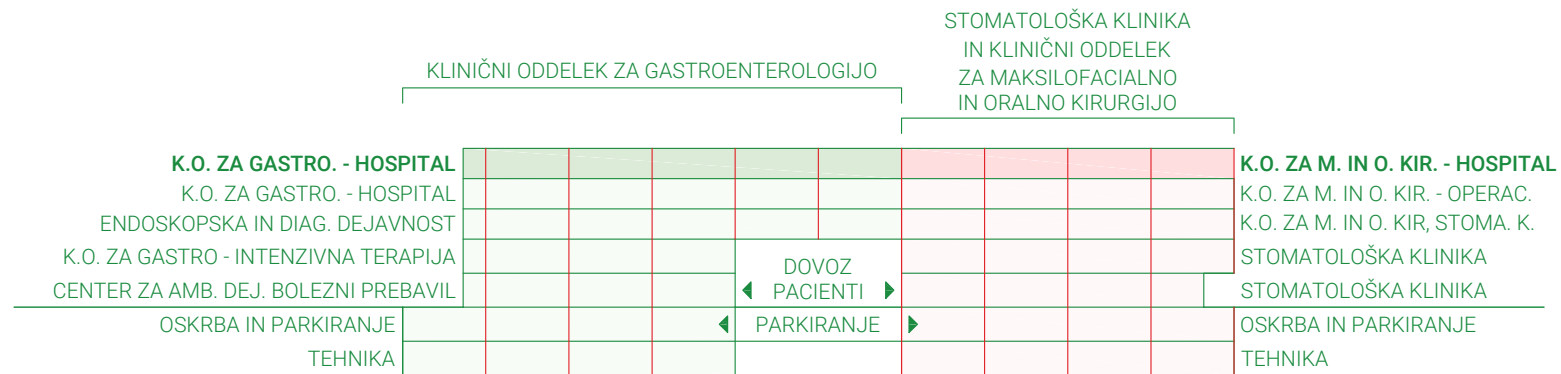 STOMATOLOŠKA KLINIKA
IN KLINIČNI ODDELEK
ZA MAKSILOFACIALNO
IN ORALNO KIRURGIJO
KLINIČNI ODDELEK ZA GASTROENTEROLOGIJO
K.O. ZA GASTRO. - HOSPITAL
K.O. ZA GASTRO. - HOSPITAL
ENDOSKOPSKA IN DIAG. DEJAVNOST
K.O. ZA GASTRO - INTENZIVNA TERAPIJA
CENTER ZA AMB. DEJ. BOLEZNI PREBAVIL
OSKRBA IN PARKIRANJE
TEHNIKA
DOVOZ
PACIENTI
PARKIRANJE
K.O. ZA M. IN O. KIR. - HOSPITAL
K.O. ZA M. IN O. KIR. - OPERAC.
K.O. ZA M. IN O. KIR, STOMA. K.
STOMATOLOŠKA KLINIKA
STOMATOLOŠKA KLINIKA
OSKRBA IN PARKIRANJE
TEHNIKA